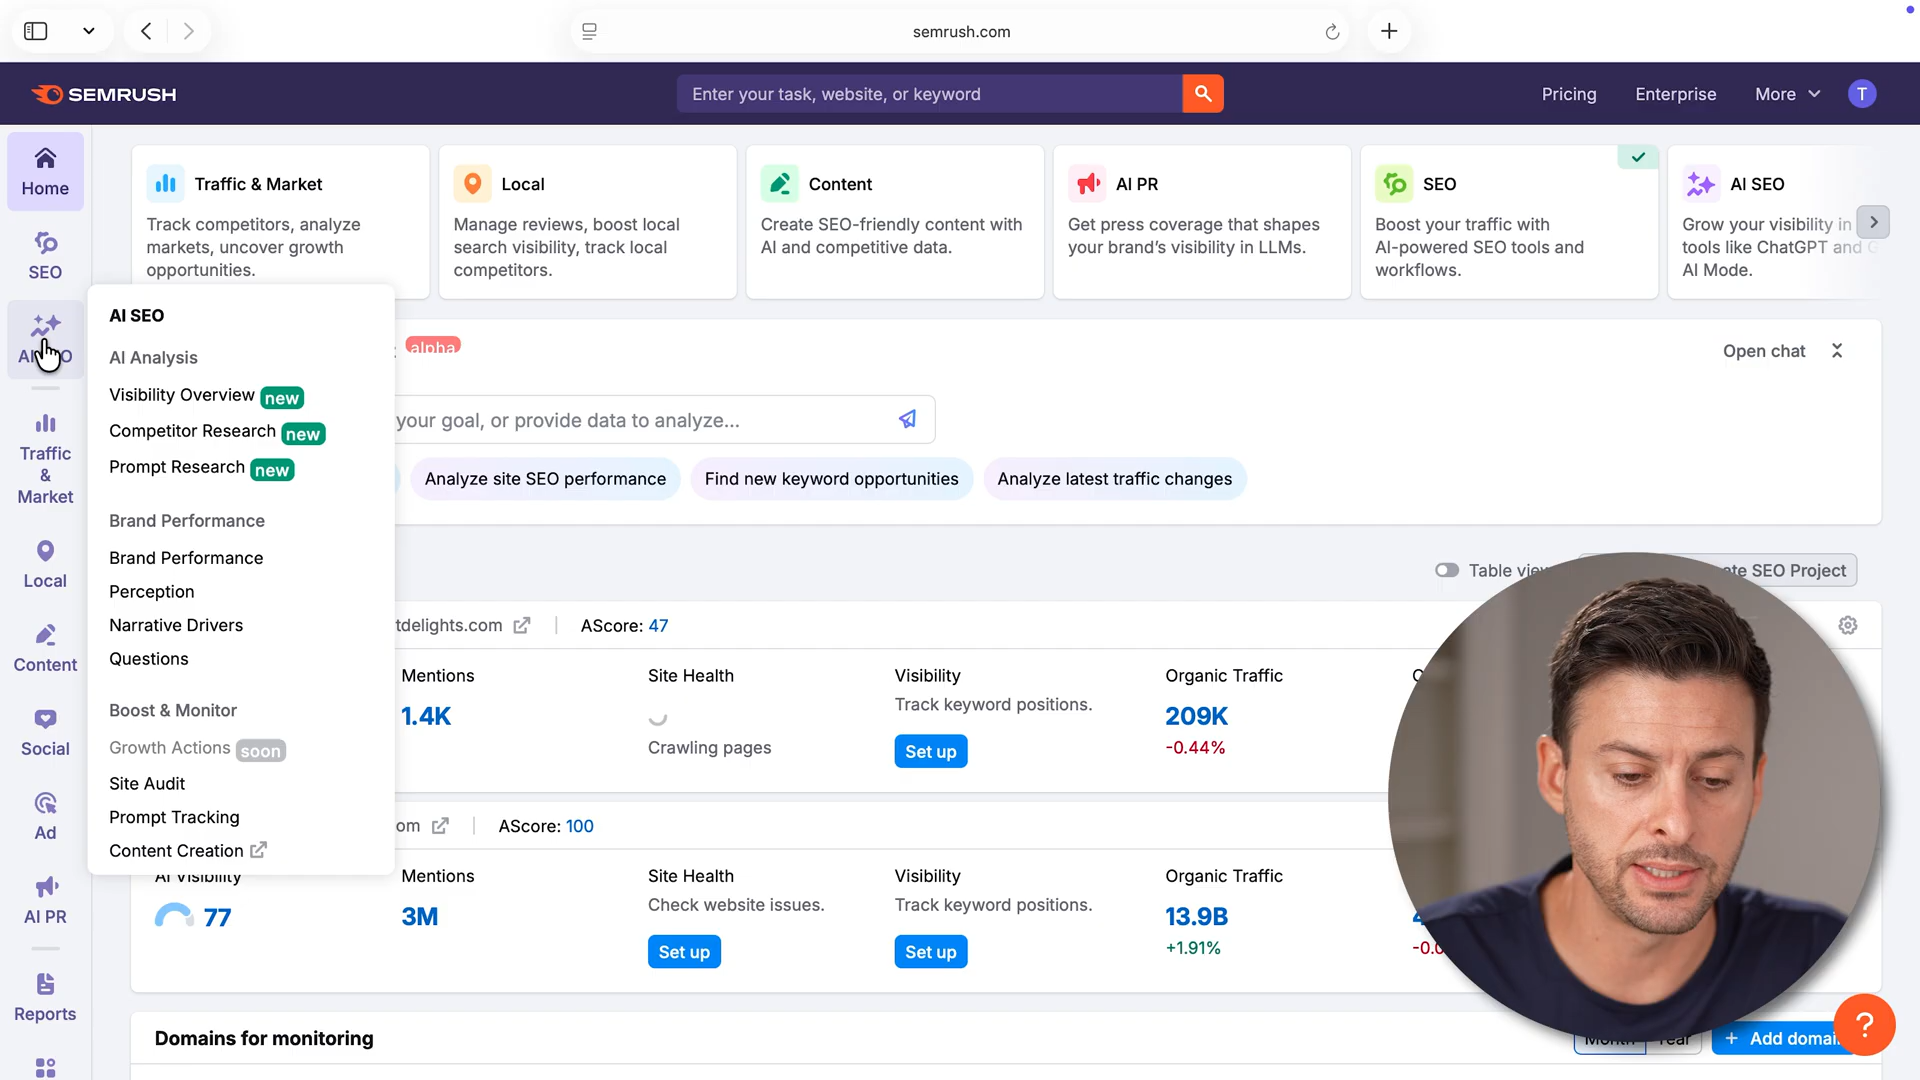 semrush.com
SEMRUSH
Enter your task, website, or keyword
Pricing
Enterprise
More
T
Home
SEO
Traffic
&
Market
Local
Content
Social
Ad
AI PR
Reports
Traffic & Market
Track competitors, analyze
markets, uncover growth
opportunities.
Local
Manage reviews, boost local
search visibility, track local
competitors.
Content
Create SEO-friendly content with
AI and competitive data.
AI PR
Get press coverage that shapes
your brand's visibility in LLMs.
SEO
Boost your traffic with
AI-powered SEO tools and
workflows.
AI SEO
Grow your visibility in
tools like ChatGPT and
AI Mode.
AI SEO
AI Analysis
Visibility Overview new
Competitor Research new
Prompt Research new
Brand Performance
Brand Performance
Perception
Narrative Drivers
Questions
Boost & Monitor
Growth Actions soon
Site Audit
Prompt Tracking
Content Creation
alpha
Open chat
your goal, or provide data to analyze...
Analyze site SEO performance
Find new keyword opportunities
Analyze latest traffic changes
Table view
SEO Project
tdelights.com
AScore: 47
Mentions
1.4K
Site Health
Crawling pages
Visibility
Track keyword positions.
Set up
Organic Traffic
209K
-0.44%
om
AScore: 100
AI Visibility
77
Mentions
3M
Site Health
Check website issues.
Set up
Visibility
Track keyword positions.
Set up
Organic Traffic
13.9B
+1.91%
Domains for monitoring
Month
Year
+ Add domain
?